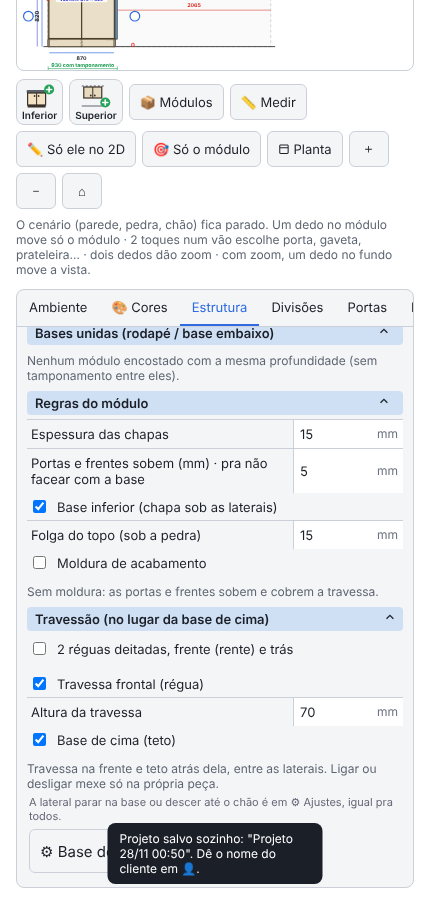 2065
820
870
930 com tamponamento
Inferior
Superior
📦 Módulos
📏 Medir
✏️ Só ele no 2D
🎯 Só o módulo
Planta
+
−
⌂
O cenário (parede, pedra, chão) fica parado. Um dedo no módulo
move só o módulo · 2 toques num vão escolhe porta, gaveta,
prateleira... · dois dedos dão zoom · com zoom, um dedo no fundo
move a vista.
Ambiente
🎨 Cores
Estrutura
Divisões
Portas
Bases unidas (rodapé / base embaixo)
Nenhum módulo encostado com a mesma profundidade (sem
tamponamento entre eles).
Regras do módulo
Espessura das chapas
15 mm
Portas e frentes sobem (mm) · pra não
facear com a base
5 mm
Base inferior (chapa sob as laterais)
Folga do topo (sob a pedra)
15 mm
Moldura de acabamento
Sem moldura: as portas e frentes sobem e cobrem a travessa.
Travessão (no lugar da base de cima)
2 réguas deitadas, frente (rente) e trás
Travessa frontal (régua)
Altura da travessa
70 mm
Base de cima (teto)
Travessa na frente e teto atrás dela, entre as laterais. Ligar ou
desligar mexe só na própria peça.
A lateral parar na base ou descer até o chão é em ⚙ Ajustes, igual pra
todos.
⚙ Base d
Projeto salvo sozinho: "Projeto
28/11 00:50". Dê o nome do
cliente em 👤.